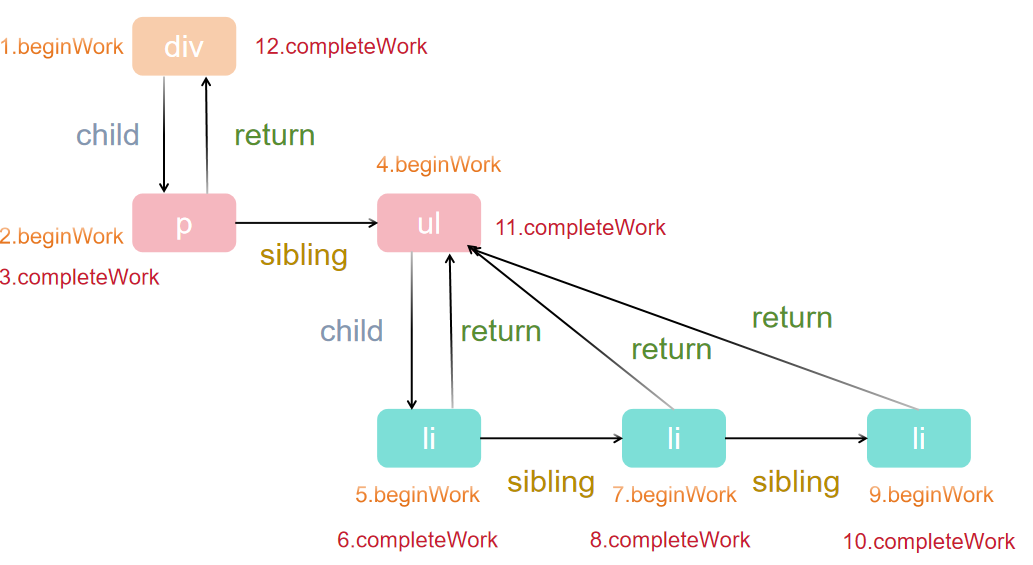 1.beginWork
div
12.completeWork
child
return
4.beginWork
2.beginWork
p
ul
11.completeWork
sibling
3.completeWork
child
return
return
return
li
li
li
sibling
sibling
5.beginWork
7.beginWork
9.beginWork
6.completeWork
8.completeWork
10.completeWork